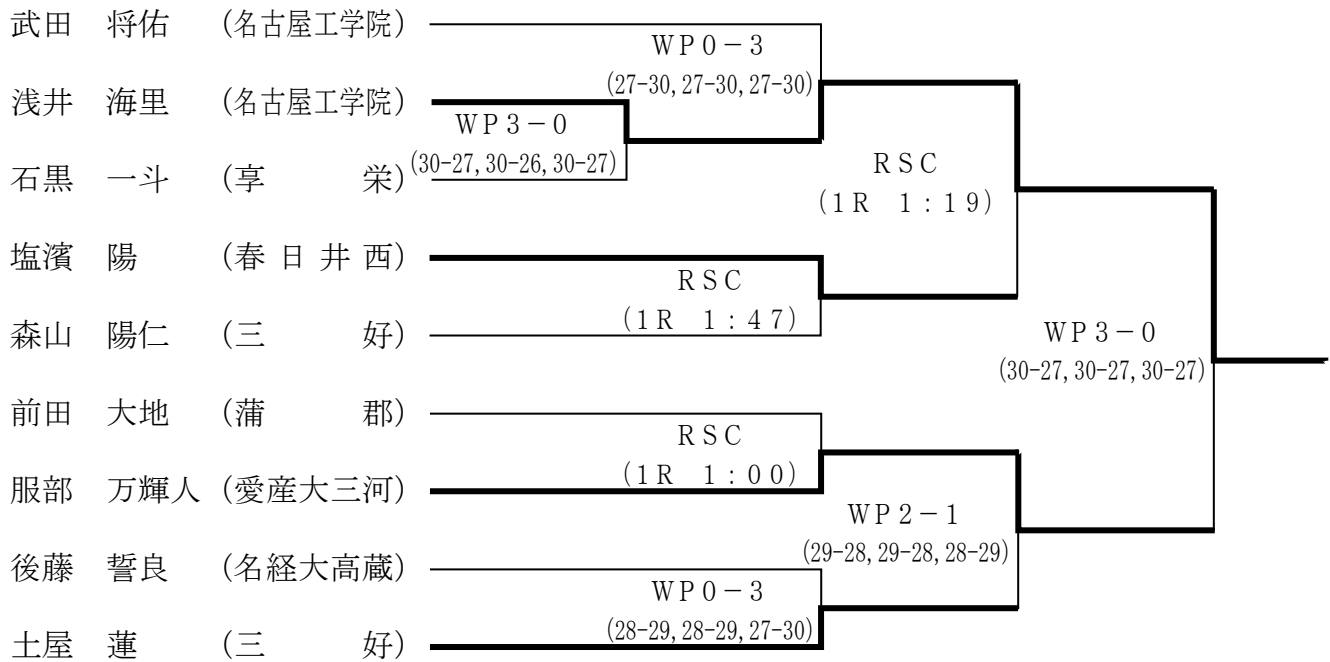 武田　将佑　(名古屋工学院)
WP0－3
(27-30, 27-30, 27-30)
浅井　海里　(名古屋工学院)
WP3－0
(30-27, 30-26, 30-27)
石黒　一斗　(享　　　栄)
RSC
(1R　1：19)
塩濱　陽　　(春日井西)
RSC
(1R　1：47)
森山　陽仁　(三　　　好)
WP3－0
(30-27, 30-27, 30-27)
前田　大地　(蒲　　　郡)
RSC
(1R　1：00)
服部　万輝人　(愛産大三河)
WP2－1
(29-28, 29-28, 28-29)
後藤　誓良　(名経大高蔵)
WP0－3
(28-29, 28-29, 27-30)
土屋　蓮　　(三　　　好)